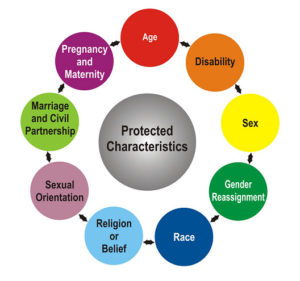 Age
Disability
Sex
Gender
Reassignment
Race
Religion
or
Belief
Sexual
Orientation
Marriage
and Civil
Partnership
Pregnancy
and
Maternity
Protected
Characteristics